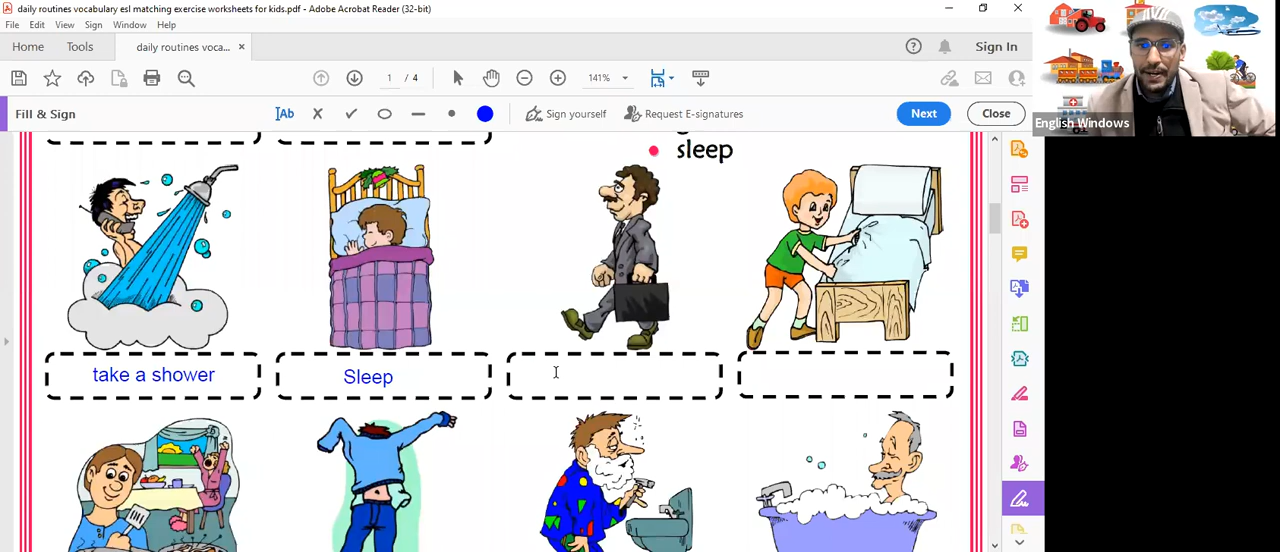 daily routines vocabulary esl matching exercise worksheets for kids.pdf - Adobe Acrobat Reader (32-bit)
File Edit View Sign Window Help
Home Tools daily routines voca... × Sign In
1 / 4 141%
Fill & Sign Ab Sign yourself Request E-signatures Next Close
English Windows
sleep
take a shower Sleep